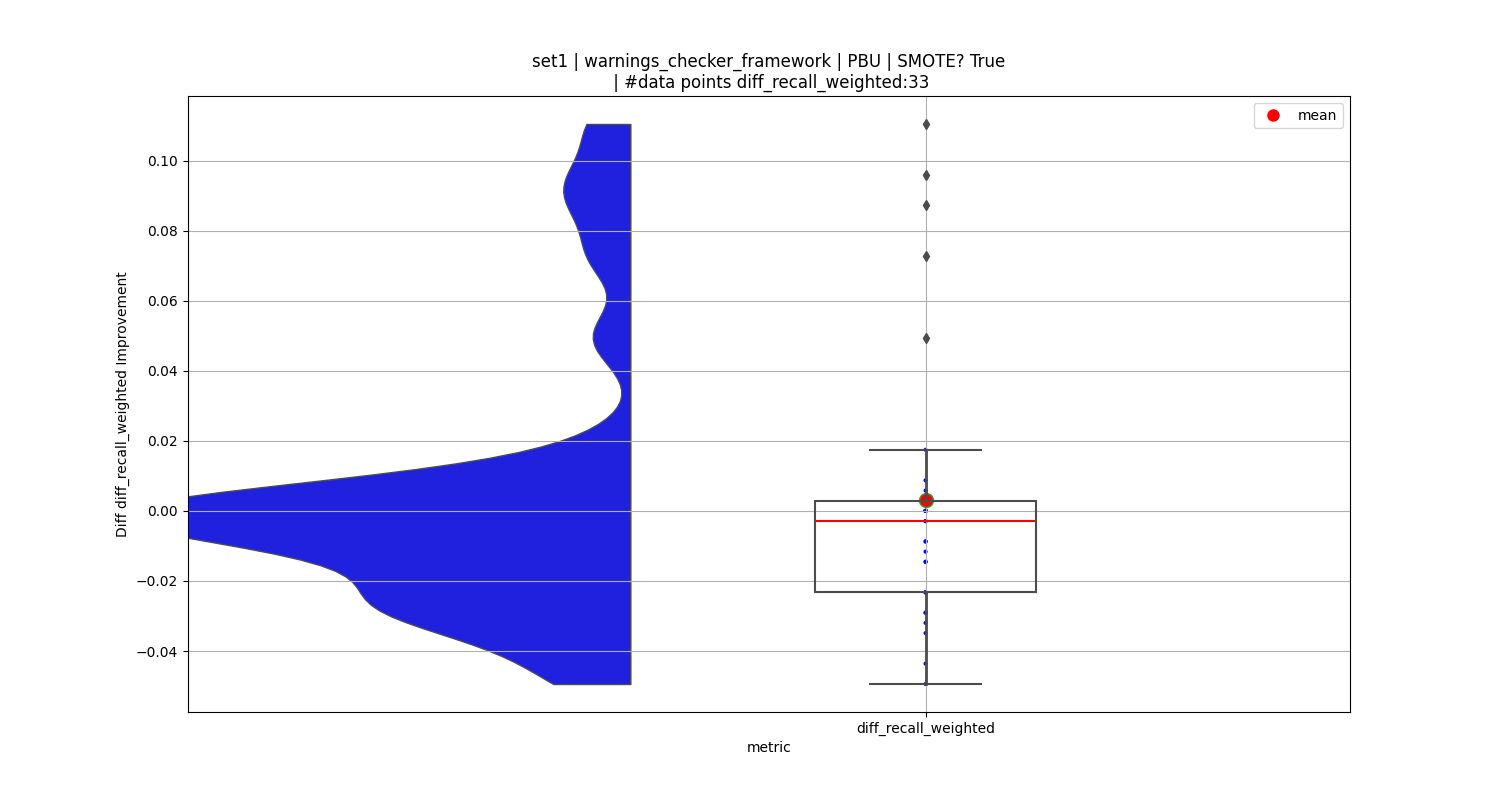 set1 | warnings_checker_framework | PBU | SMOTE? True
| #data points diff_recall_weighted:33
mean
0.10
0.08
0.06
0.04
0.02
0.00
−0.02
−0.04
Diff diff_recall_weighted Improvement
diff_recall_weighted
metric